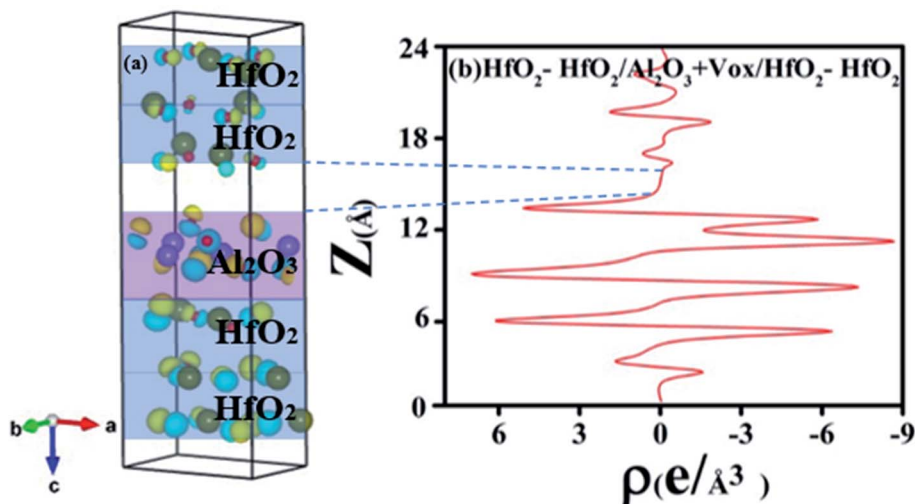 (a)
HfO₂
HfO₂
Al₂O₃
HfO₂
HfO₂
b
a
c
(b)HfO₂- HfO₂/Al₂O₃+Vox/HfO₂- HfO₂
24
18
12
6
0
Z(Å)
6 3 0 -3 -6 -9
ρ(e/Å³ )